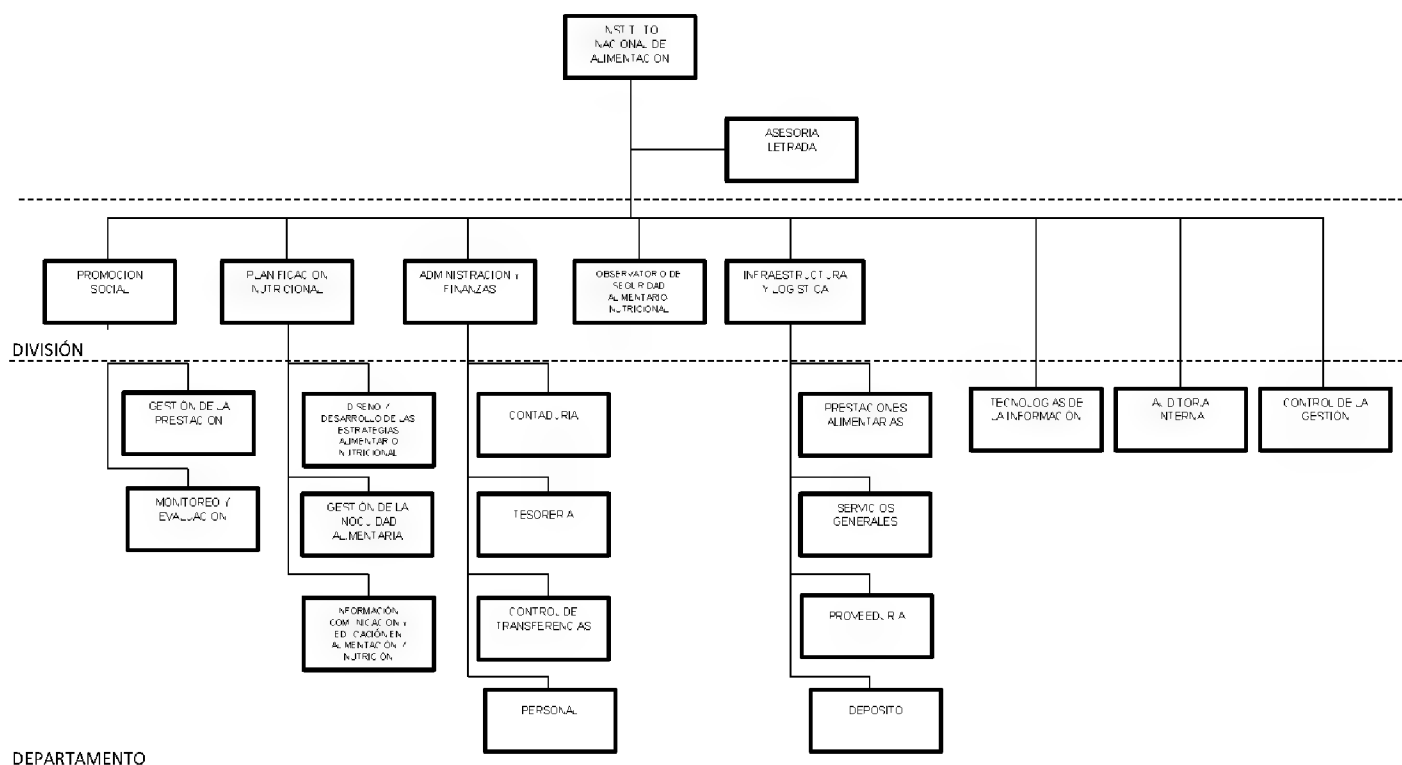 INSTITUTO
NACIONAL DE
ALIMENTACION
ASESORIA
LETRADA
PROMOCION
SOCIAL
PLANIFICACION
NUTRICIONAL
ADMINISTRACION Y
FINANZAS
OBSERVATORIO DE
SEGURIDAD
ALIMENTARIO
NUTRICIONAL
INFRAESTRUCTURA
Y LOGISTICA
DIVISIÓN
GESTIÓN DE LA
PRESTACION
DISEÑO Y
DESARROLLO DE LAS
ESTRATEGIAS
ALIMENTARIO
NUTRICIONAL
CONTADURIA
PRESTACIONES
ALIMENTARIAS
TECNOLOGIAS DE
LA INFORMACIÓN
AUDITORIA
INTERNA
CONTROL DE LA
GESTIÓN
MONITOREO Y
EVALUACION
GESTIÓN DE LA
INOCUIDAD
ALIMENTARIA
TESORERIA
SERVICIOS
GENERALES
INFORMACIÓN
COMUNICACION Y
EDUCACIÓN EN
ALIMENTACION Y
NUTRICIÓN
CONTROL DE
TRANSFERENCIAS
PROVEEDURIA
PERSONAL
DEPOSITO
DEPARTAMENTO